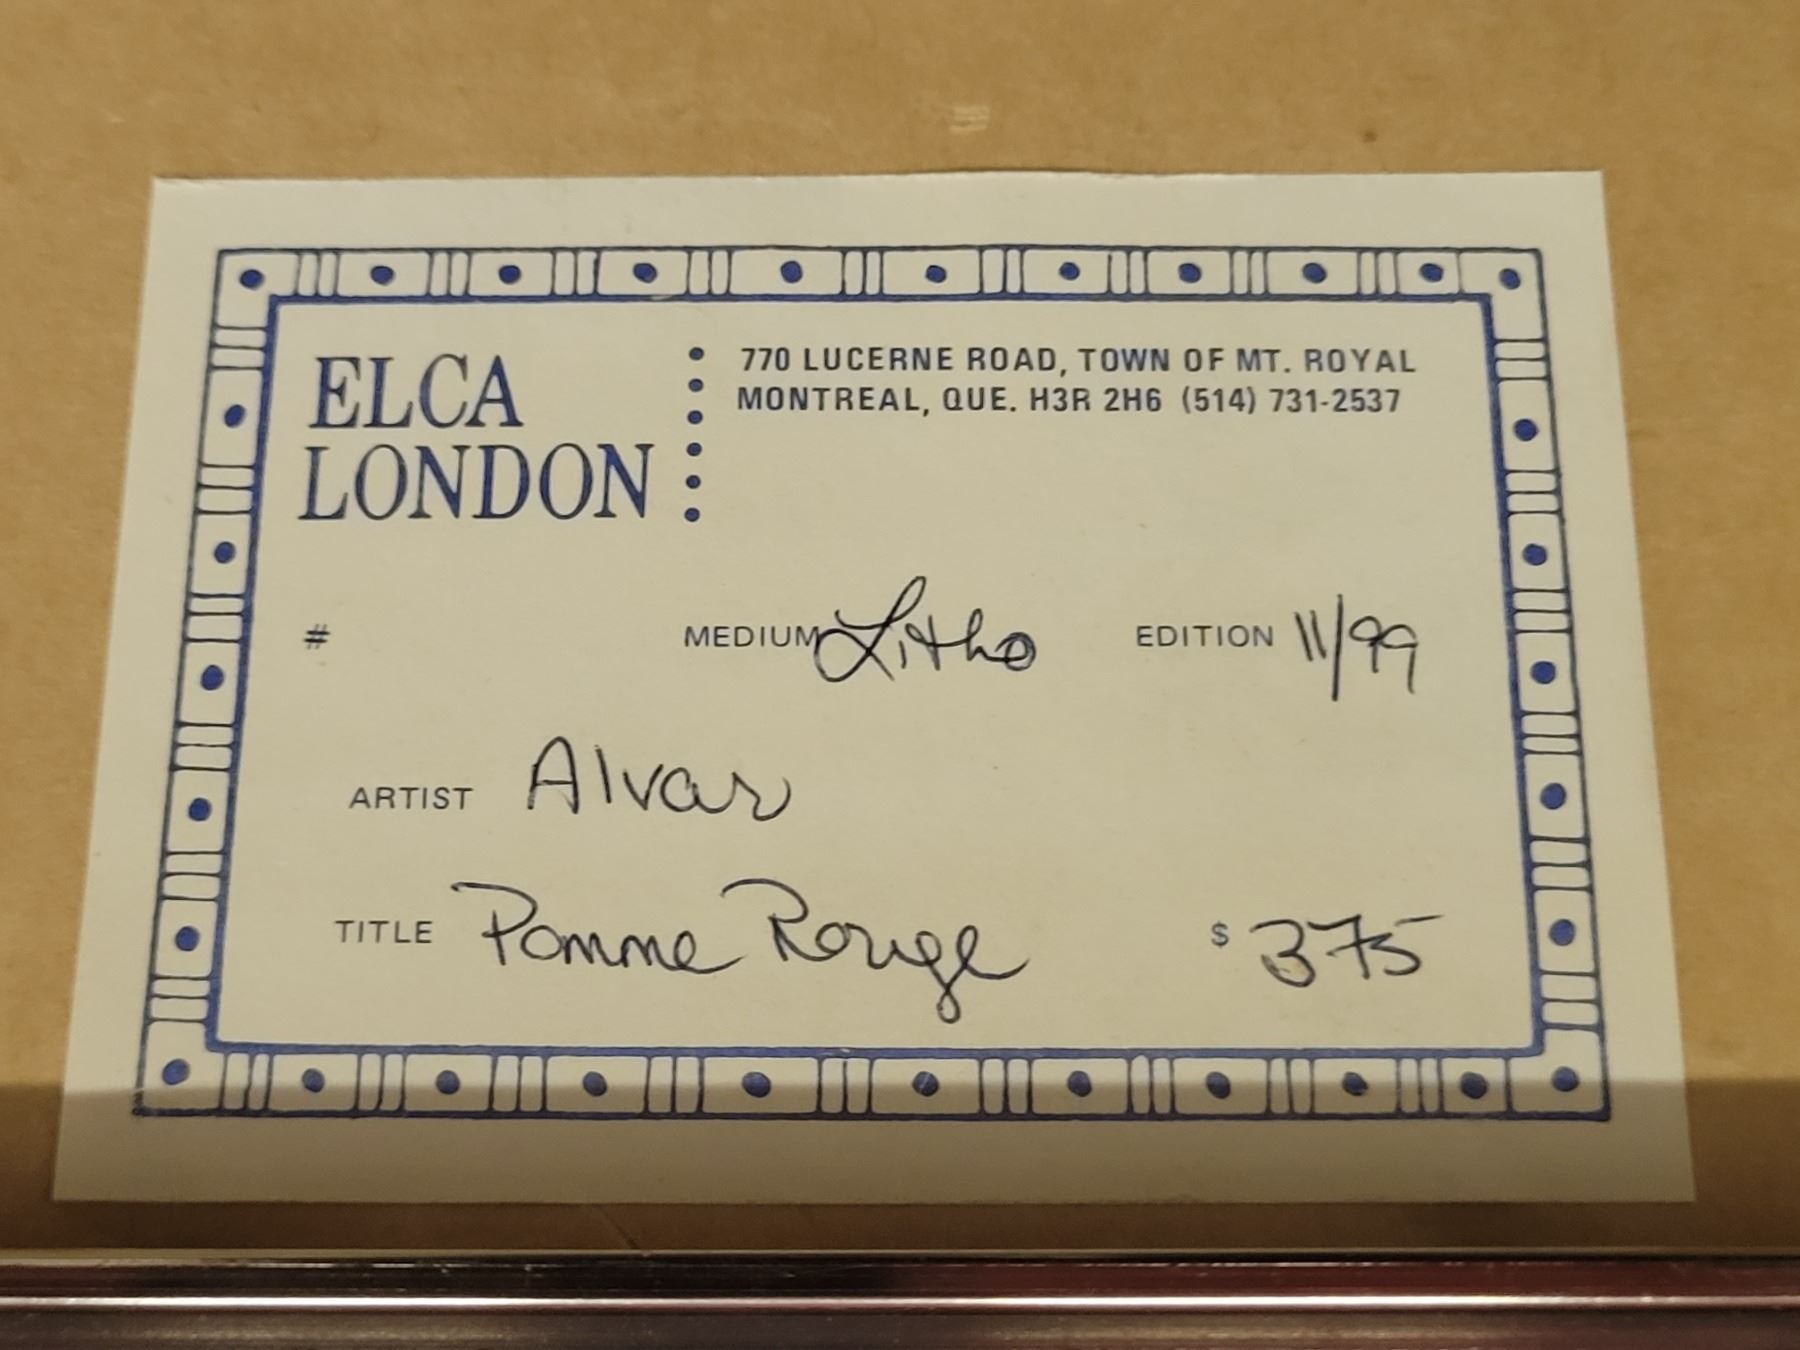 ELCA
LONDON
770 LUCERNE ROAD, TOWN OF MT. ROYAL
MONTREAL, QUE. H3R 2H6 (514) 731-2537
# MEDIUM Litho EDITION 11/99
ARTIST Alvar
TITLE Pomme Rouge $ 375